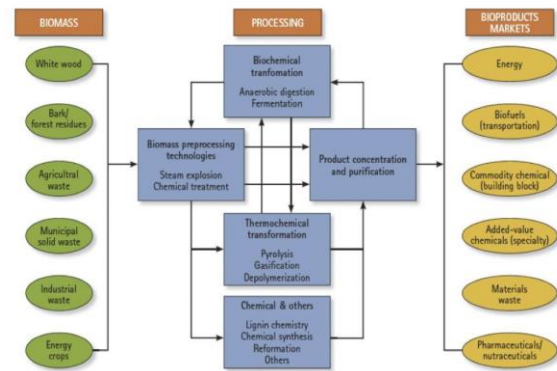 BIOMASS
White wood
Bark/
forest residues
Agricultral
waste
Municipal
solid waste
Industrial
waste
Energy
crops
PROCESSING
Biochemical
tranfomation
Anaerobic digestion
Fermentation
Biomass preprocessing
technologies
Steam explosion
Chemical treatment
Product concentration
and purification
Thermochemical
transformation
Pyrolysis
Gasification
Depolymerization
Chemical & others
Lignin chemistry
Chemical synthesis
Reformation
Others
BIOPRODUCTS
MARKETS
Energy
Biofuels
(transportation)
Commodity chemical
(building block)
Added-value
chemicals (specialty)
Materials
waste
Pharmaceuticals/
nutraceuticals